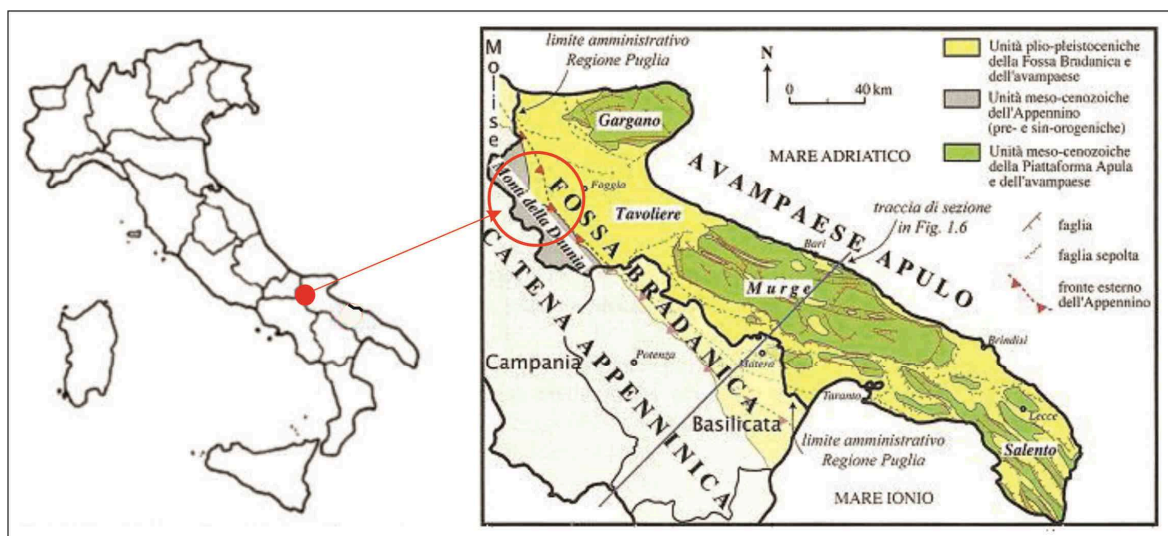 Molise
limite amministrativo
Regione Puglia
N
0 40 km
Unità plio-pleistoceniche
della Fossa Bradanica e
dell'avampaese
Unità meso-cenozoiche
dell'Appennino
(pre- e sin-orogeniche)
Unità meso-cenozoiche
della Piattaforma Apula
e dell'avampaese
Gargano
MARE ADRIATICO
Monti della Daunia
Foggia
FOSSA BRADANICA
Tavoliere
AVAMPAESE APULO
traccia di sezione
in Fig. 1.6
faglia
faglia sepolta
fronte esterno
dell'Appennino
Bari
Murge
CATENA APPENNINICA
Campania
Potenza
Matera
Brindisi
Taranto
Lecce
Basilicata
limite amministrativo
Regione Puglia
Salento
MARE IONIO